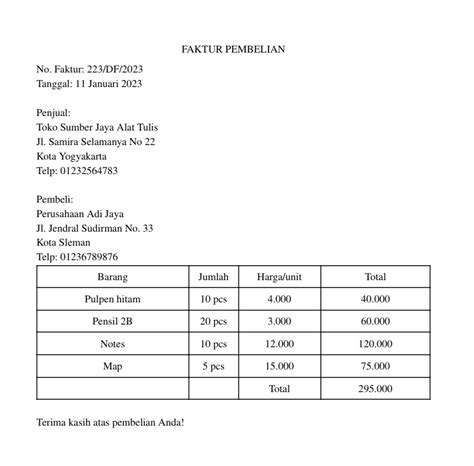 FAKTUR PEMBELIAN
No. Faktur: 223/DF/2023
Tanggal: 11 Januari 2023
Penjual:
Toko Sumber Jaya Alat Tulis
Jl. Samira Selamanya No 22
Kota Yogyakarta
Telp: 01232564783
Pembeli:
Perusahaan Adi Jaya
Jl. Jendral Sudirman No. 33
Kota Sleman
Telp: 01236789876
Barang Jumlah Harga/unit Total
Pulpen hitam 10 pcs 4.000 40.000
Pensil 2B 20 pcs 3.000 60.000
Notes 10 pcs 12.000 120.000
Map 5 pcs 15.000 75.000
Total 295.000
Terima kasih atas pembelian Anda!